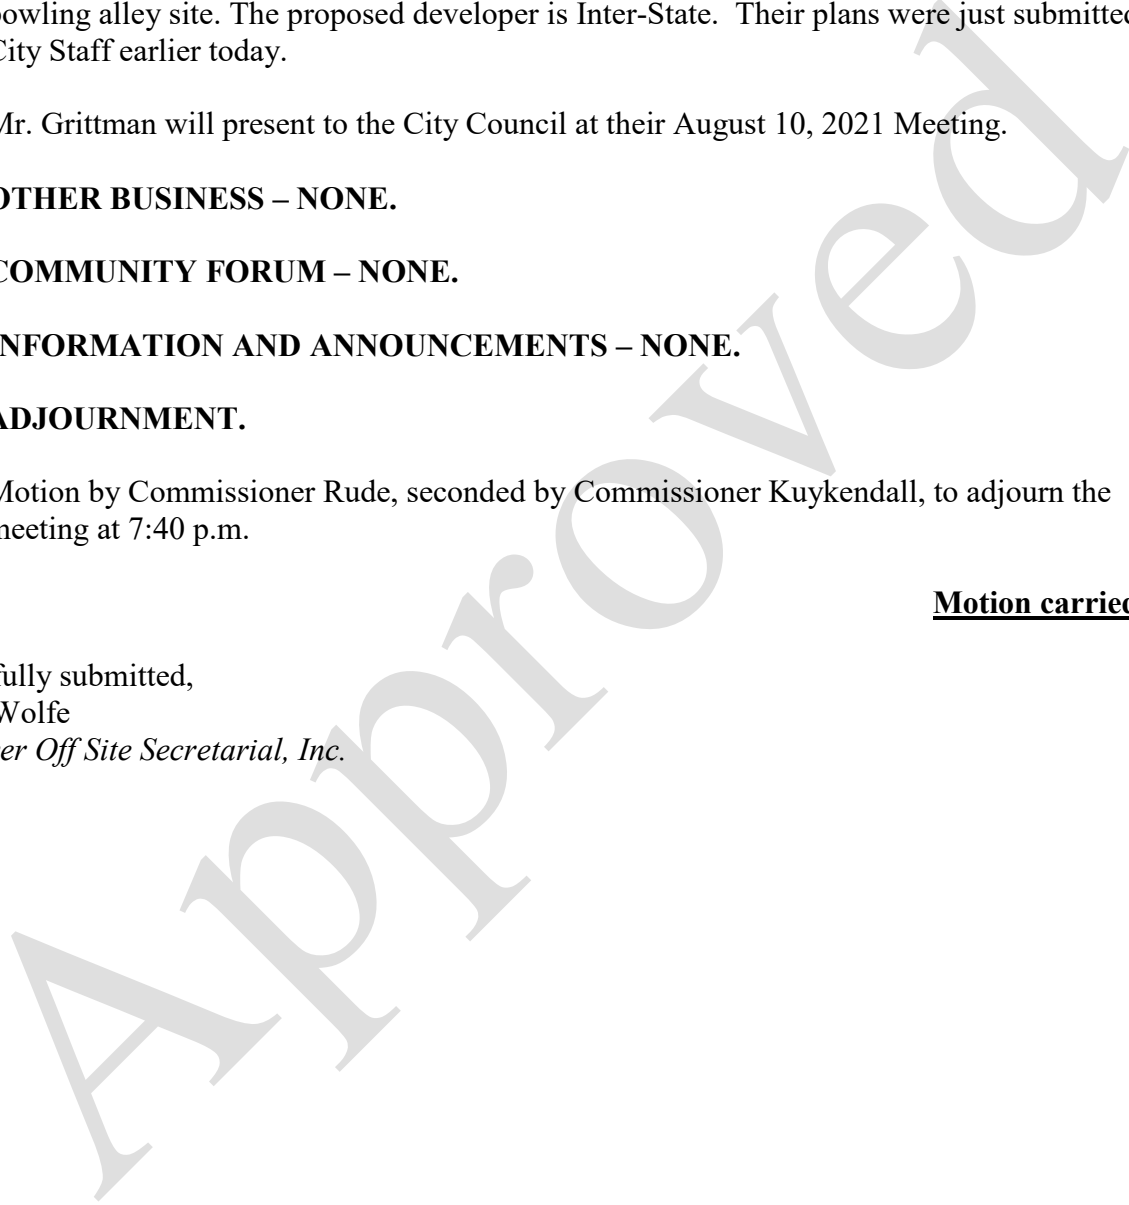 bowling alley site. The proposed developer is Inter-State. Their plans were just submitted
City Staff earlier today.
Mr. Grittman will present to the City Council at their August 10, 2021 Meeting.
OTHER BUSINESS – NONE.
COMMUNITY FORUM – NONE.
INFORMATION AND ANNOUNCEMENTS – NONE.
ADJOURNMENT.
Motion by Commissioner Rude, seconded by Commissioner Kuykendall, to adjourn the
meeting at 7:40 p.m.
Motion carried
fully submitted,
Wolfe
er Off Site Secretarial, Inc.
Approved